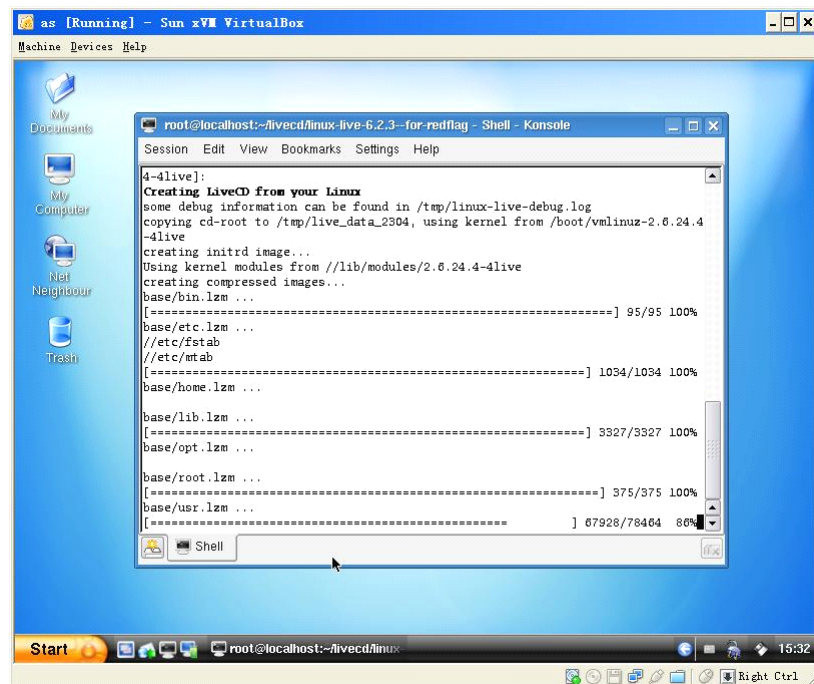 as [Running] - Sun xVM VirtualBox
Machine Devices Help
My Documents
My Computer
Net Neighbour
Trash
root@localhost:~/livecd/linux-live-6.2.3--for-redflag - Shell - Konsole
Session Edit View Bookmarks Settings Help
4-4live]:
Creating LiveCD from your Linux
some debug information can be found in /tmp/linux-live-debug.log
copying cd-root to /tmp/live_data_2304, using kernel from /boot/vmlinuz-2.6.24.4
-4live
creating initrd image...
Using kernel modules from //lib/modules/2.6.24.4-4live
creating compressed images...
base/bin.lzm ...
[==============================================================] 95/95 100%
base/etc.lzm ...
//etc/fstab
//etc/mtab
[==========================================================] 1034/1034 100%
base/home.lzm ...
base/lib.lzm ...
[==========================================================] 3327/3327 100%
base/opt.lzm ...
base/root.lzm ...
[============================================================] 375/375 100%
base/usr.lzm ...
[================================================        ] 67928/78464  86%
Shell
Start
root@localhost:~/livecd/linux-
15:32
Right Ctrl